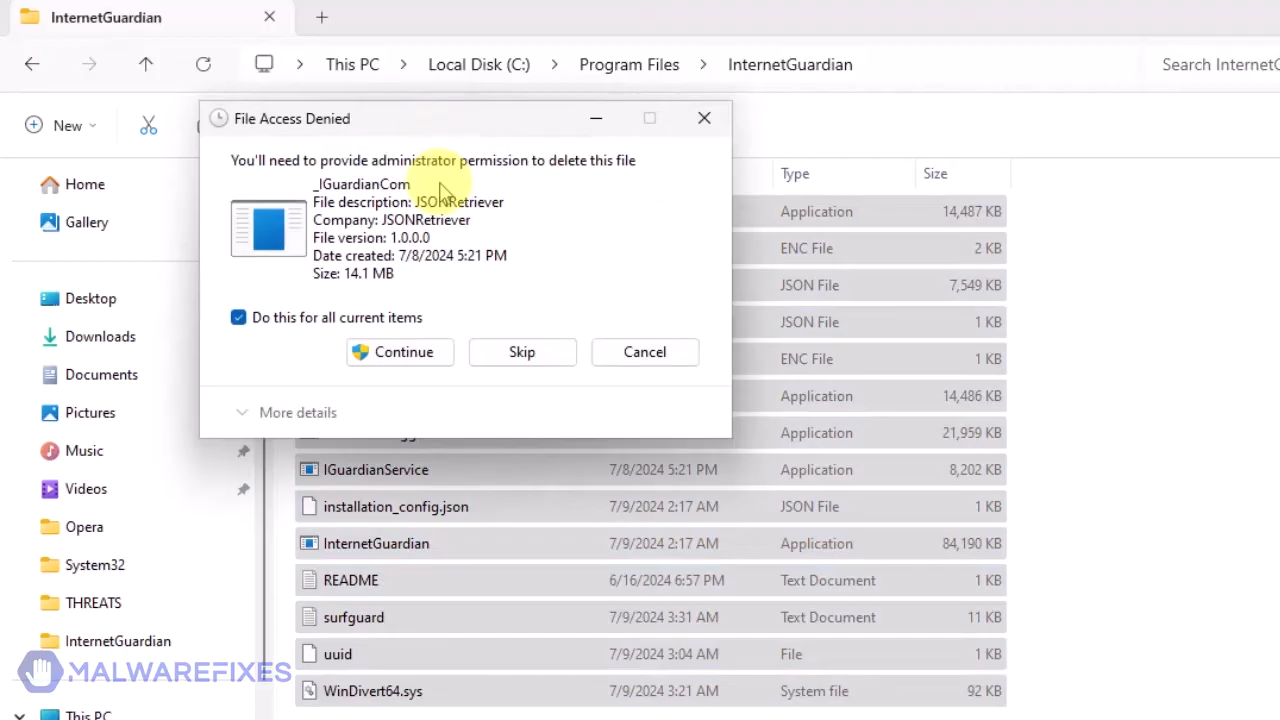 InternetGuardian
This PC
Local Disk (C:)
Program Files
InternetGuardian
Search Internet
New
File Access Denied
You'll need to provide administrator permission to delete this file
_IGuardianCom
File description: JSONRetriever
Company: JSONRetriever
File version: 1.0.0.0
Date created: 7/8/2024 5:21 PM
Size: 14.1 MB
Do this for all current items
Continue
Skip
Cancel
More details
Home
Gallery
Desktop
Downloads
Documents
Pictures
Music
Videos
Opera
System32
THREATS
InternetGuardian
This PC
Type Size
Application 14,487 KB
ENC File 2 KB
JSON File 7,549 KB
JSON File 1 KB
ENC File 1 KB
Application 14,486 KB
Application 21,959 KB
IGuardianService 7/8/2024 5:21 PM Application 8,202 KB
installation_config.json 7/9/2024 2:17 AM JSON File 1 KB
InternetGuardian 7/9/2024 2:17 AM Application 84,190 KB
README 6/16/2024 6:57 PM Text Document 1 KB
surfguard 7/9/2024 3:31 AM Text Document 11 KB
uuid 7/9/2024 3:04 AM File 1 KB
WinDivert64.sys 7/9/2024 3:21 AM System file 92 KB
MALWAREFIXES